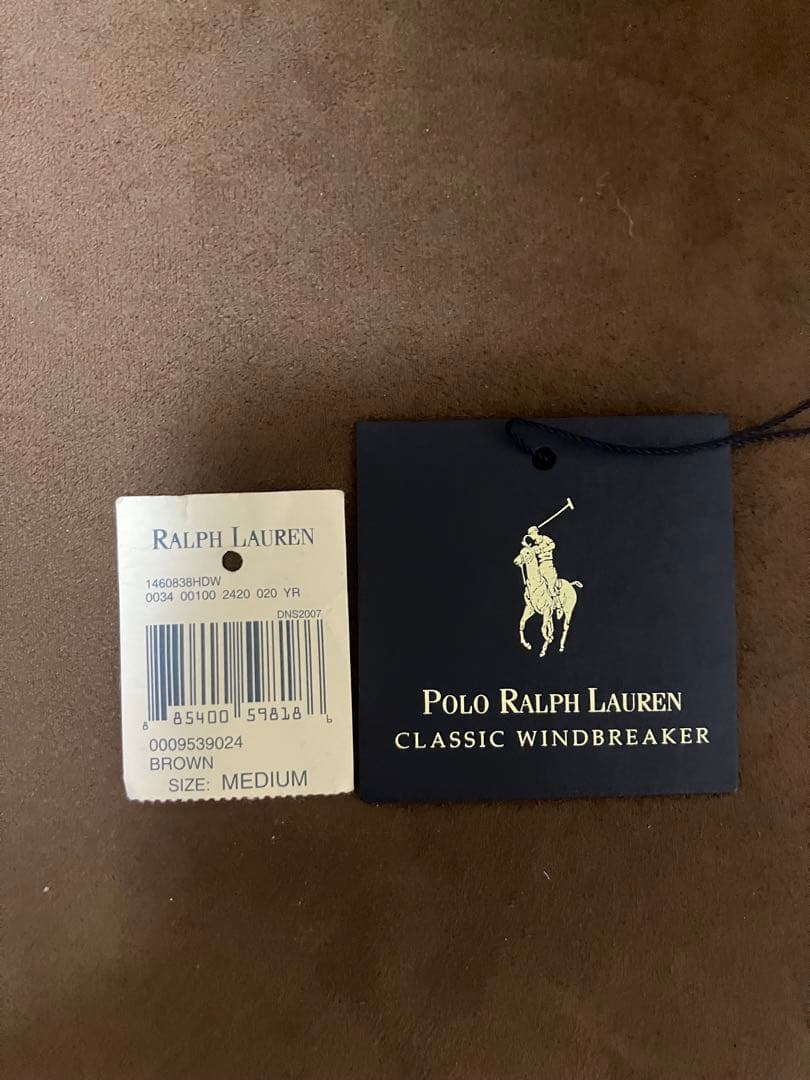 RALPH LAUREN
1460838HDW
0034 00100 2420 020 YR
DNS2007
8 85400 59818 6
0009539024
BROWN
SIZE: MEDIUM
POLO RALPH LAUREN
CLASSIC WINDBREAKER